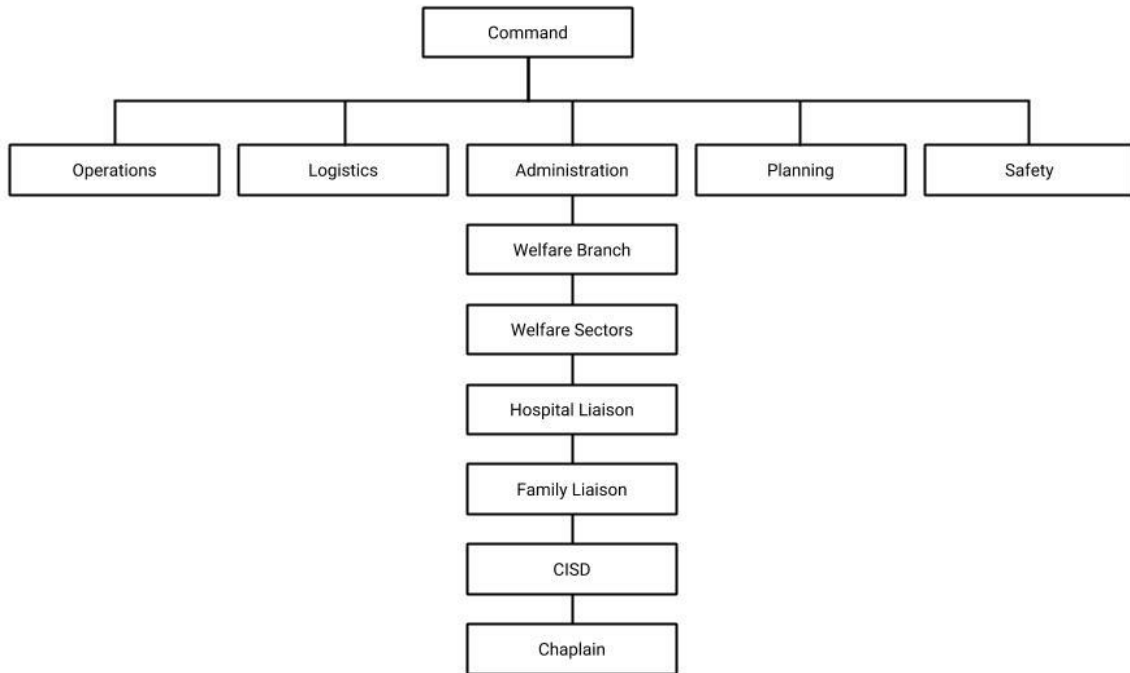 Command
Operations
Logistics
Administration
Planning
Safety
Welfare Branch
Welfare Sectors
Hospital Liaison
Family Liaison
CISD
Chaplain